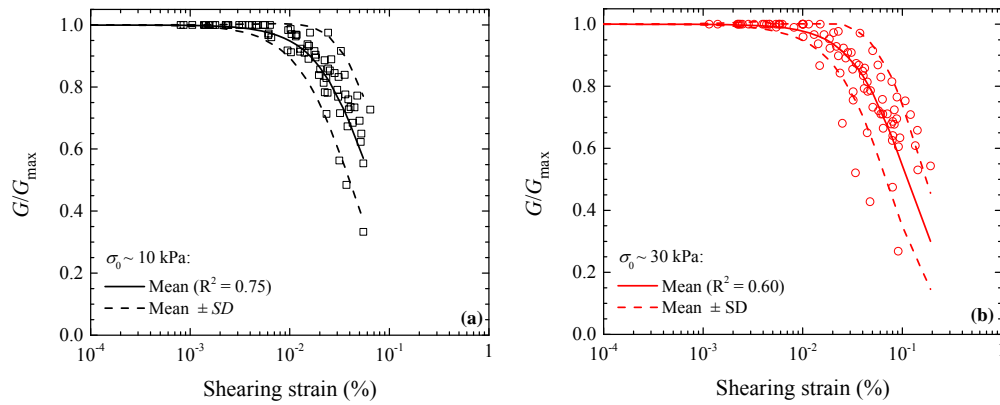 G/G_max
1.0
0.8
0.6
0.4
0.2
0.0
σ₀ ~ 10 kPa:
Mean (R² = 0.75)
Mean ± SD
(a)
10⁻⁴
10⁻³
10⁻²
10⁻¹
1
Shearing strain (%)
G/G_max
1.0
0.8
0.6
0.4
0.2
0.0
σ₀ ~ 30 kPa:
Mean (R² = 0.60)
Mean ± SD
(b)
10⁻⁴
10⁻³
10⁻²
10⁻¹
1
Shearing strain (%)